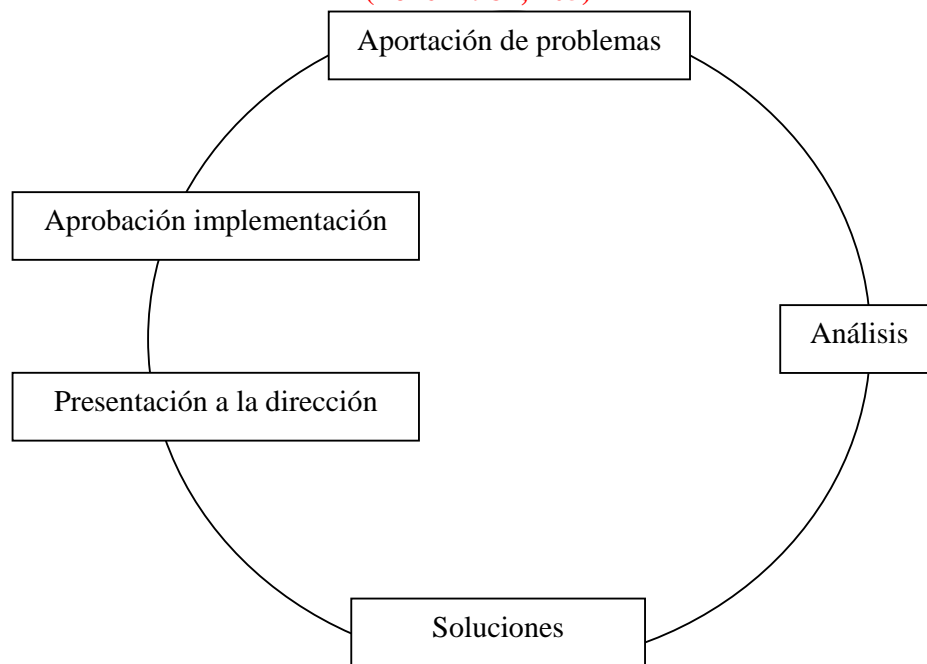 Aportación de problemas
Aprobación implementación
Análisis
Presentación a la dirección
Soluciones